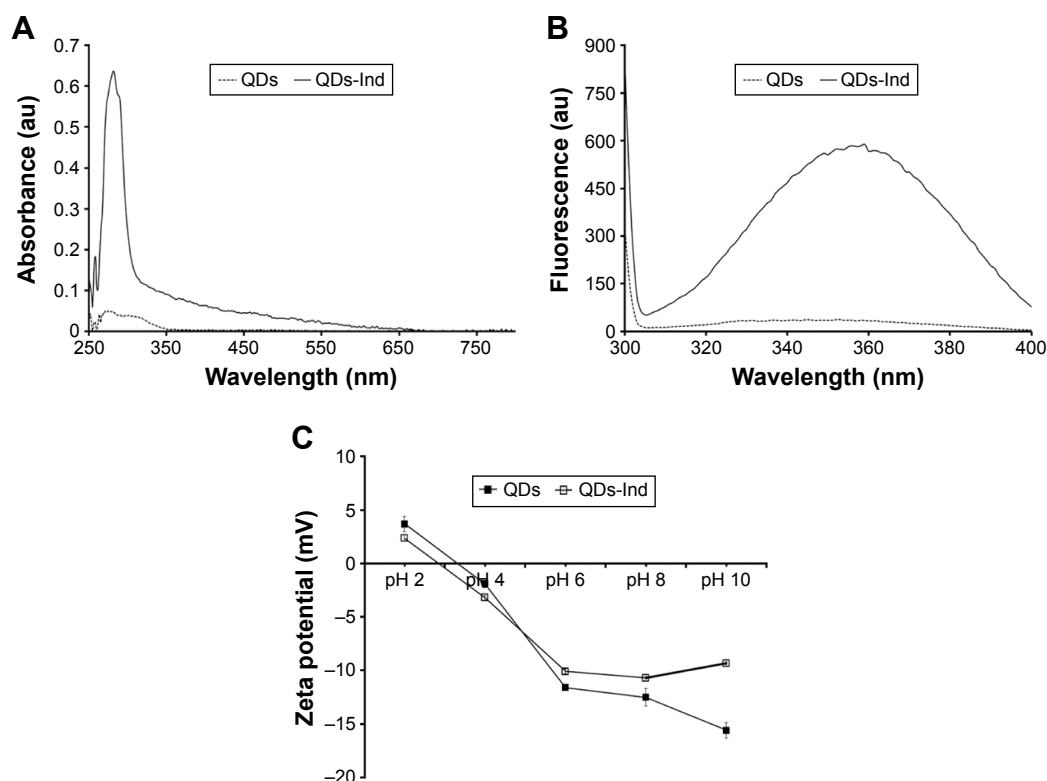 A
0.7
0.6
0.5
0.4
0.3
0.2
0.1
0
250 350 450 550 650 750
Absorbance (au)
Wavelength (nm)
QDs QDs-Ind
B
900
750
600
450
300
150
0
300 320 340 360 380 400
Fluorescence (au)
Wavelength (nm)
QDs QDs-Ind
C
10
5
0
–5
–10
–15
–20
Zeta potential (mV)
QDs QDs-Ind
pH 2 pH 4 pH 6 pH 8 pH 10